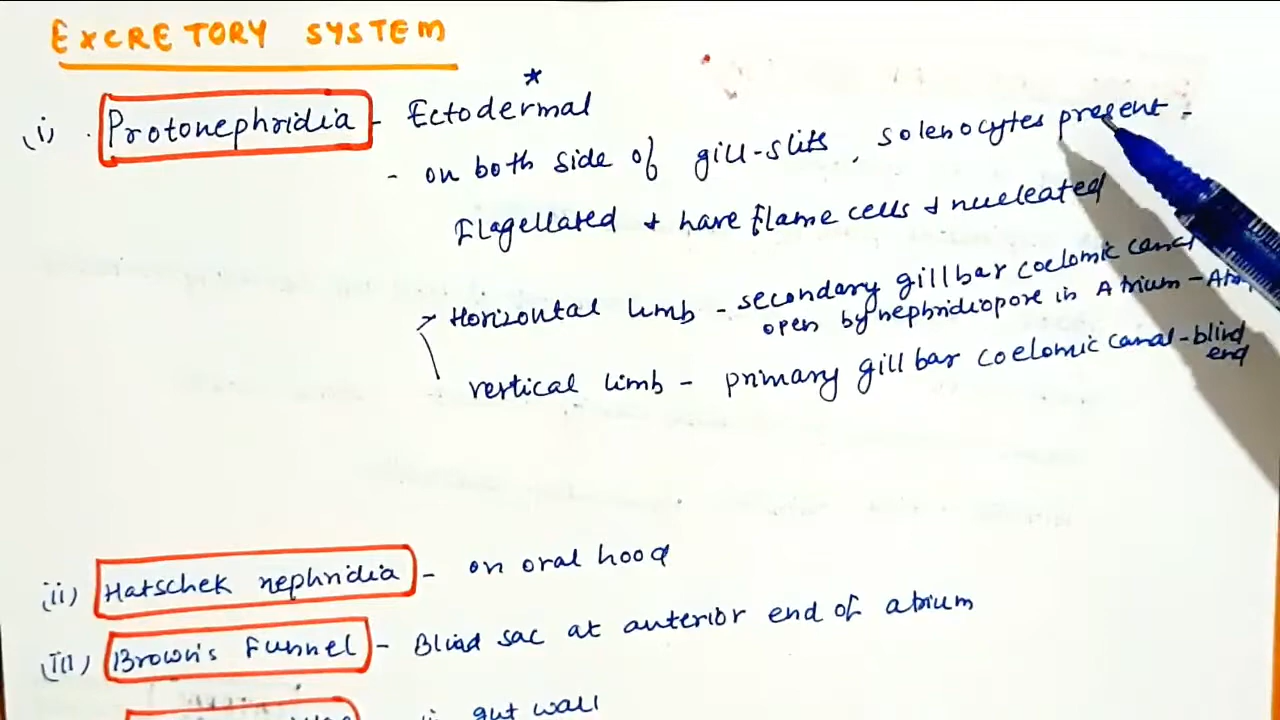 EXCRETORY SYSTEM
(i) . Protonephridia - Ectodermal *
- on both side of gill-slits, solenocytes present -
Flagellated + have flame cells + nucleated
Horizontal limb - secondary gill bar coelomic canal
open by nephridiopore in Atrium -
vertical limb - primary gill bar coelomic canal - blind
end
(ii) Hatschek nephridia - on oral hood
(III) Brown's Funnel - Blind sac at anterior end of atrium
gut wall